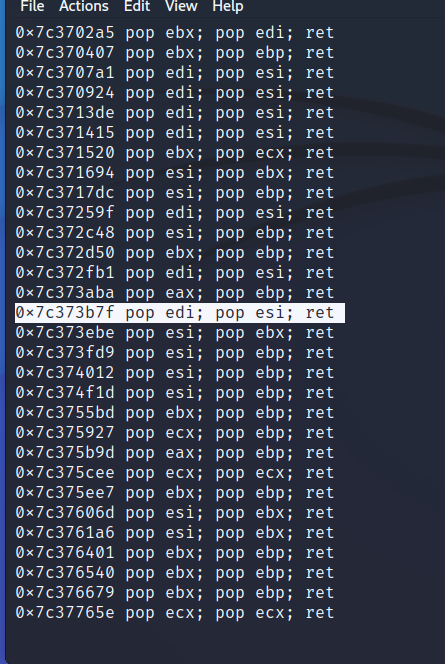 File Actions Edit View Help
0×7c3702a5 pop ebx; pop edi; ret
0×7c370407 pop ebx; pop ebp; ret
0×7c3707a1 pop edi; pop esi; ret
0×7c370924 pop edi; pop esi; ret
0×7c3713de pop edi; pop esi; ret
0×7c371415 pop edi; pop esi; ret
0×7c371520 pop ebx; pop ecx; ret
0×7c371694 pop esi; pop ebx; ret
0×7c3717dc pop esi; pop ebp; ret
0×7c37259f pop edi; pop esi; ret
0×7c372c48 pop esi; pop ebp; ret
0×7c372d50 pop ebx; pop ebp; ret
0×7c372fb1 pop edi; pop esi; ret
0×7c373aba pop eax; pop ebp; ret
0×7c373b7f pop edi; pop esi; ret
0×7c373ebe pop esi; pop ebx; ret
0×7c373fd9 pop esi; pop ebp; ret
0×7c374012 pop esi; pop ebp; ret
0×7c374f1d pop esi; pop ebp; ret
0×7c3755bd pop ebx; pop ebp; ret
0×7c375927 pop ecx; pop ebp; ret
0×7c375b9d pop eax; pop ebp; ret
0×7c375cee pop ecx; pop ecx; ret
0×7c375ee7 pop ebx; pop ebp; ret
0×7c37606d pop esi; pop ebx; ret
0×7c3761a6 pop esi; pop ebx; ret
0×7c376401 pop ebx; pop ebp; ret
0×7c376540 pop ebx; pop ebp; ret
0×7c376679 pop ebx; pop ebp; ret
0×7c37765e pop ecx; pop ecx; ret